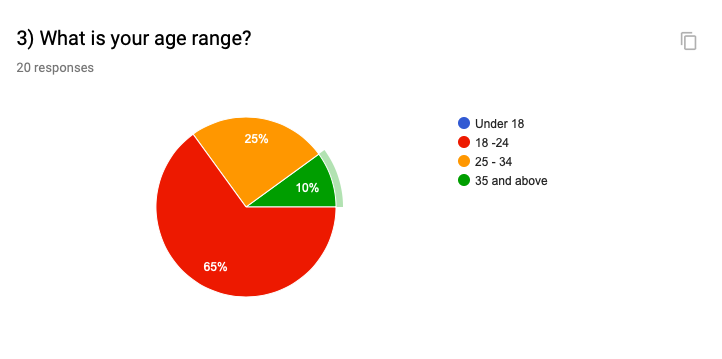 3) What is your age range?
20 responses
25%
10%
65%
Under 18
18 -24
25 - 34
35 and above